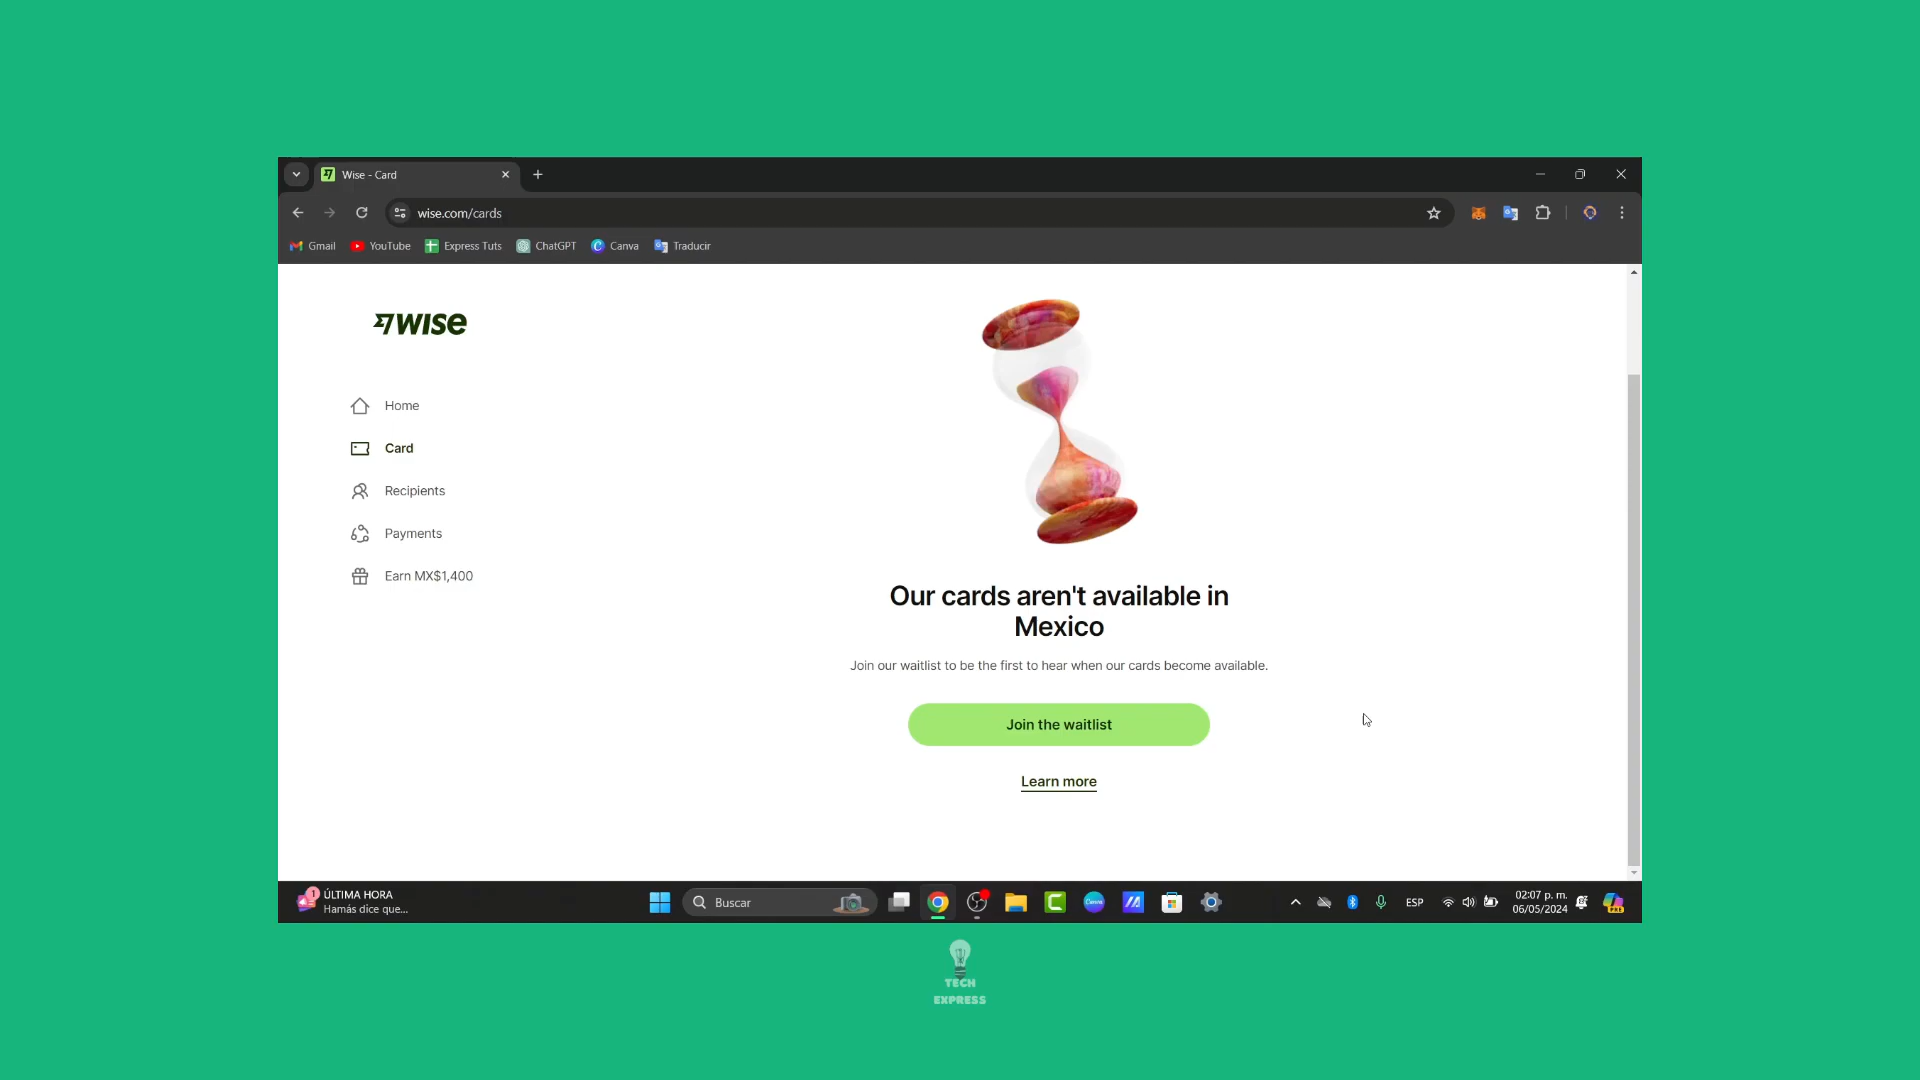 Wise - Card
wise.com/cards
Gmail
YouTube
Express Tuts
ChatGPT
Canva
Traducir
WISE
Home
Card
Recipients
Payments
Earn MX$1,400
Our cards aren't available in
Mexico
Join our waitlist to be the first to hear when our cards become available.
Join the waitlist
Learn more
1
ÚLTIMA HORA
Hamás dice que...
Buscar
Canva
ESP
02:07 p. m.
06/05/2024
PRE
TECH
EXPRESS